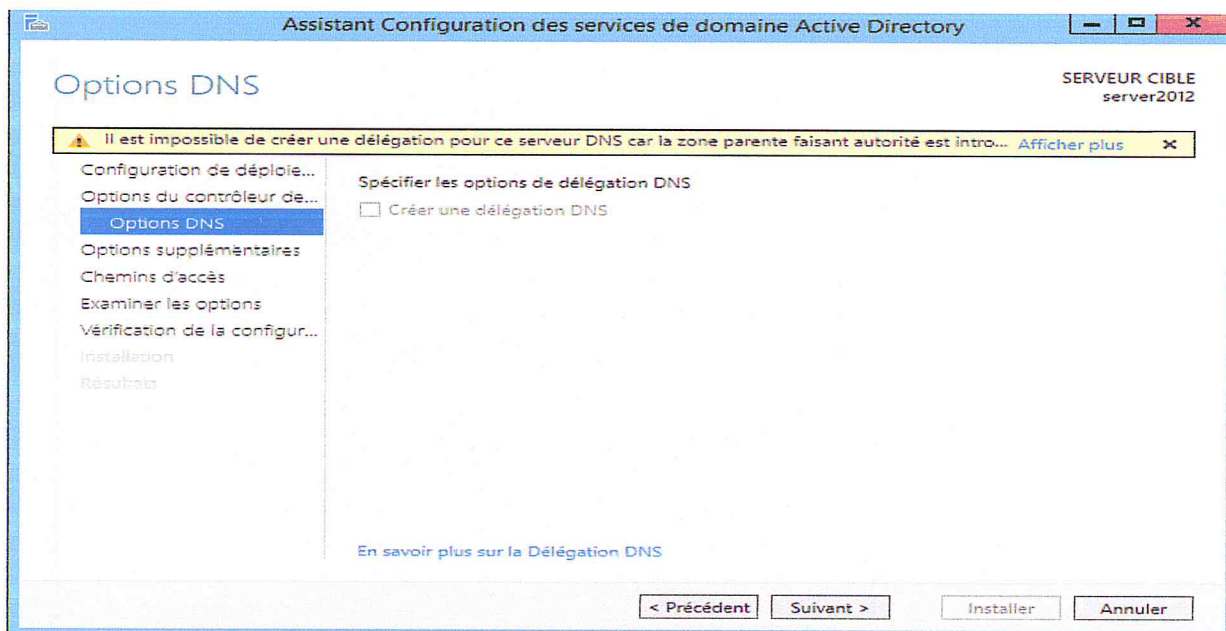 Assistant Configuration des services de domaine Active Directory
Options DNS
SERVEUR CIBLE
server2012
Il est impossible de créer une délégation pour ce serveur DNS car la zone parente faisant autorité est intro... Afficher plus
Configuration de déploie...
Options du contrôleur de...
Options DNS
Options supplémentaires
Chemins d'accès
Examiner les options
Vérification de la configur...
Installation
Résultats
Spécifier les options de délégation DNS
Créer une délégation DNS
En savoir plus sur la Délégation DNS
< Précédent
Suivant >
Installer
Annuler